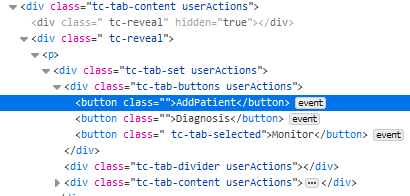 <div class="tc-tab-content userActions">
<div class=" tc-reveal" hidden="true"></div>
<div class=" tc-reveal">
<p>
<div class="tc-tab-set userActions">
<div class="tc-tab-buttons userActions">
<button class="">AddPatient</button> event
<button class="">Diagnosis</button> event
<button class=" tc-tab-selected">Monitor</button> event
</div>
<div class="tc-tab-divider userActions"></div>
<div class="tc-tab-content userActions">⋯</div>